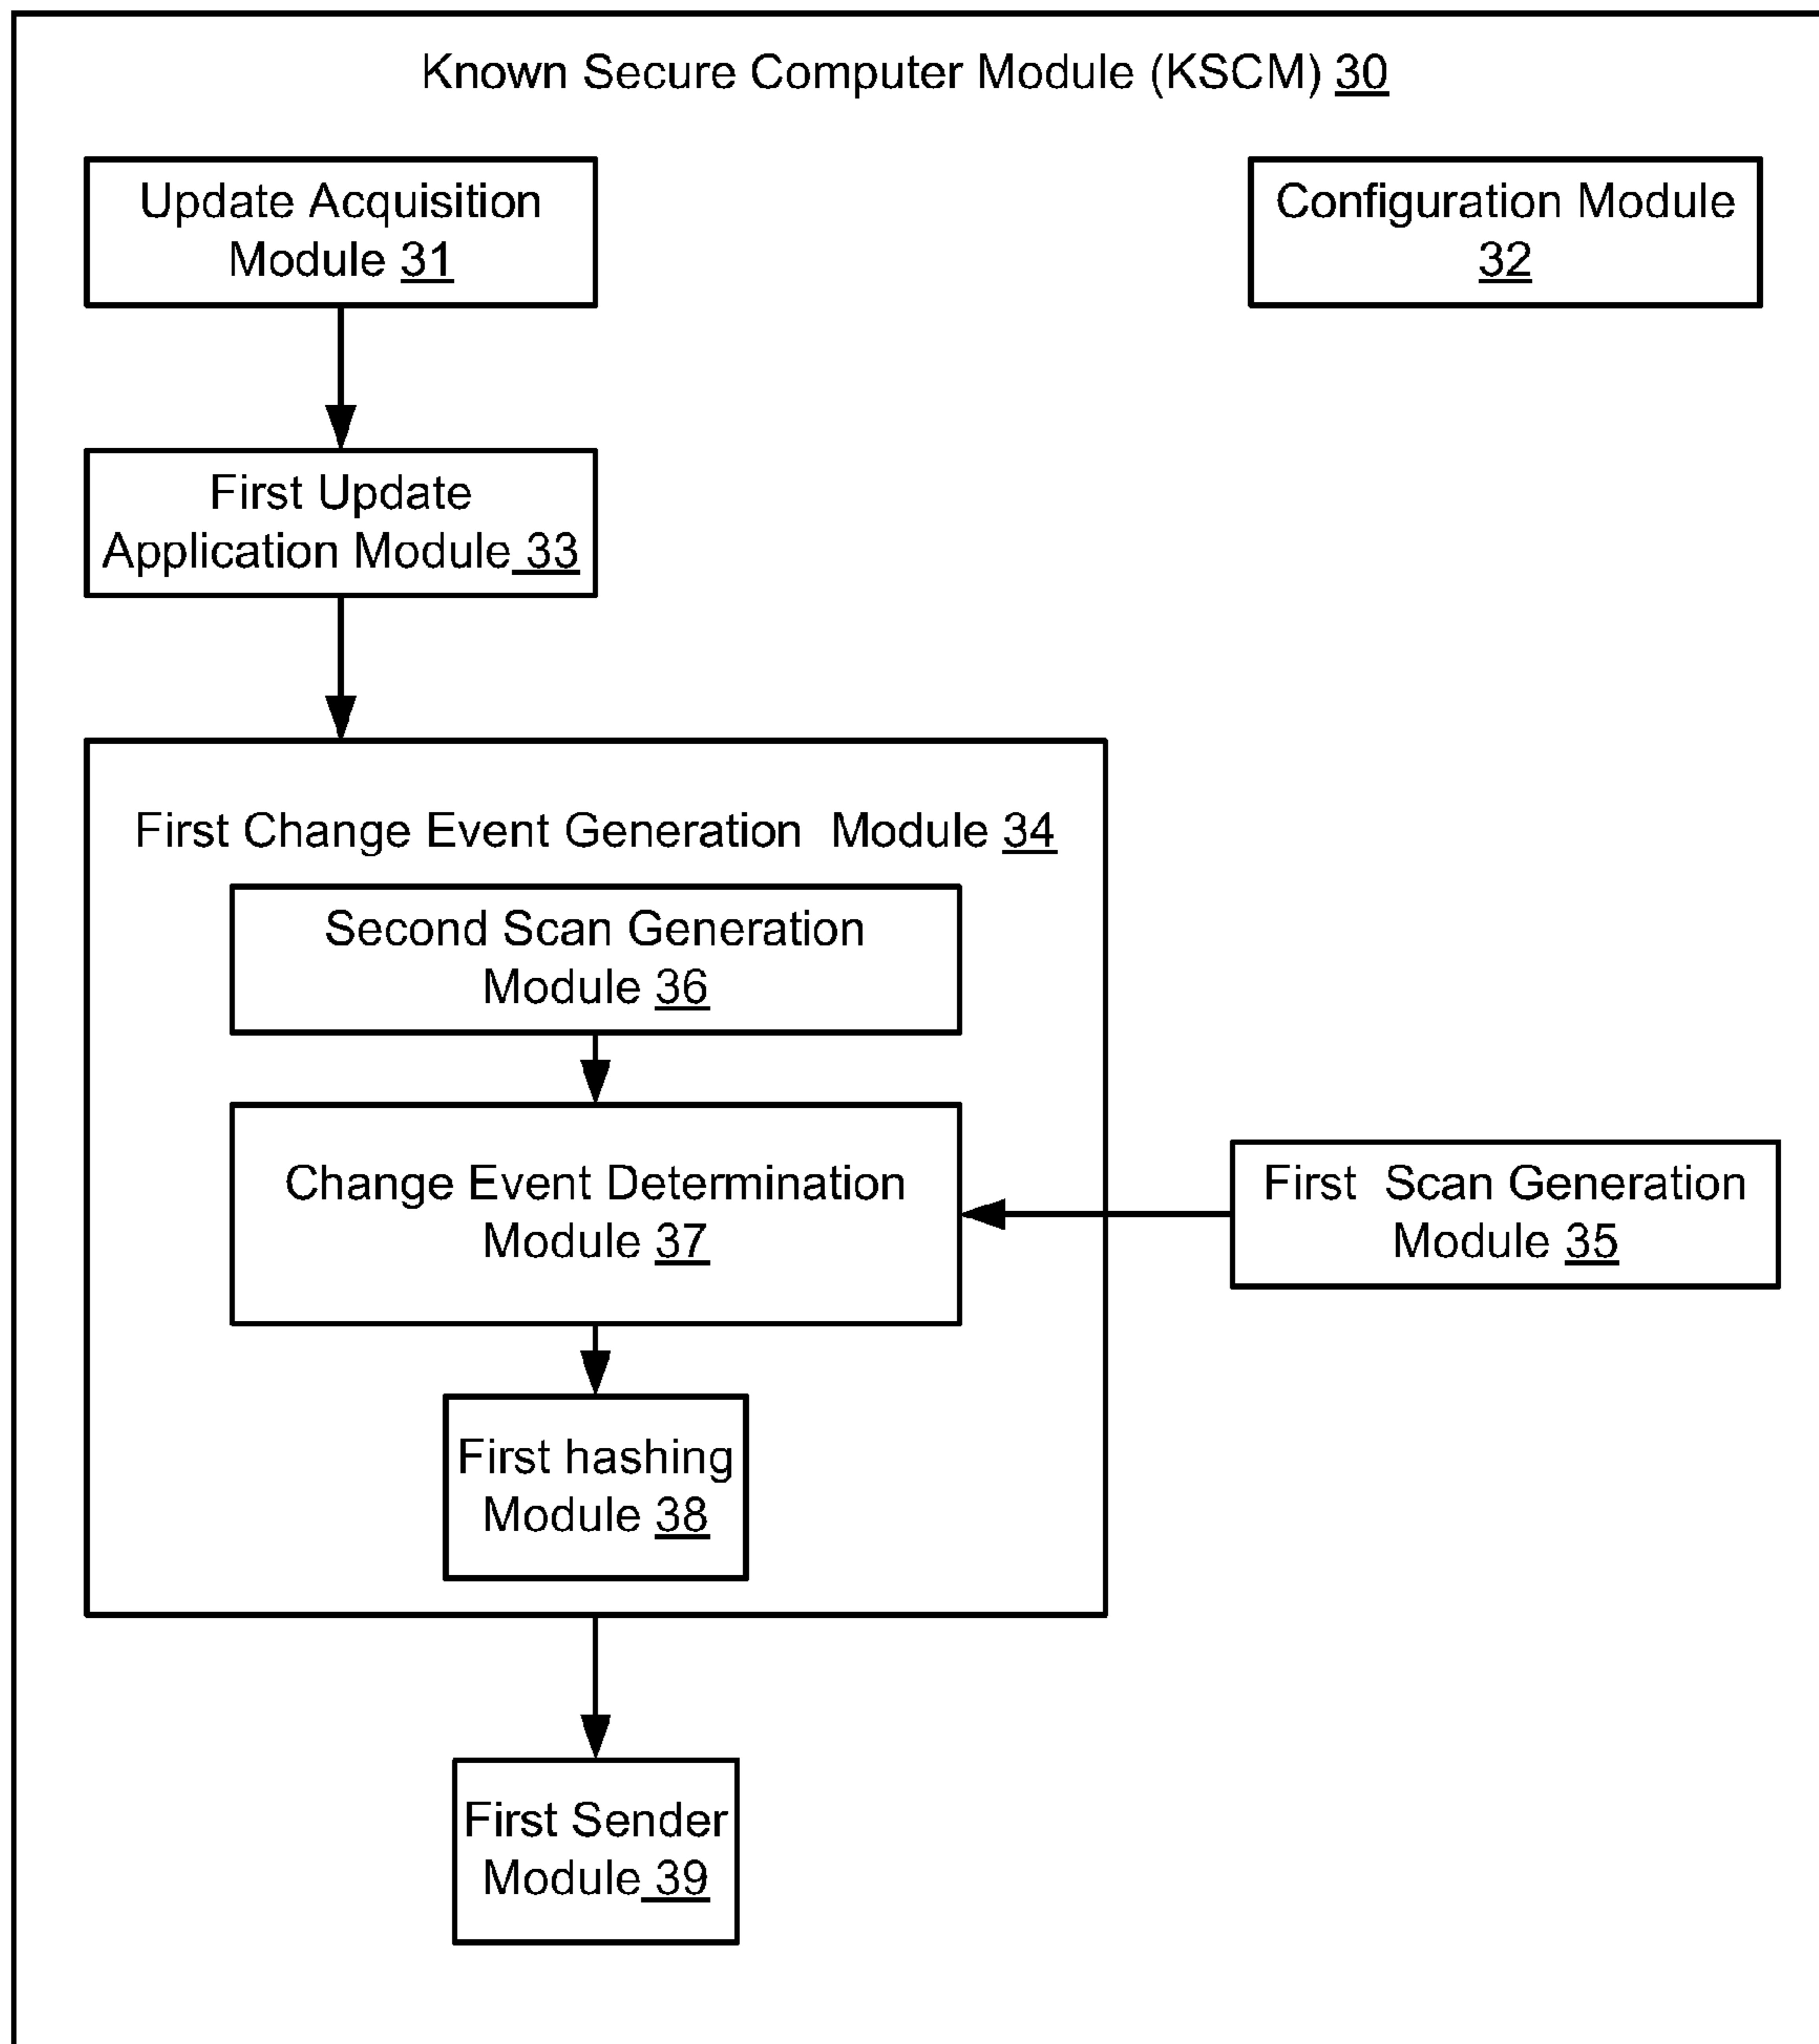 Known Secure Computer Module (KSCM) 30
Update Acquisition
Module 31
Configuration Module
32
First Update
Application Module 33
First Change Event Generation Module 34
Second Scan Generation
Module 36
Change Event Determination
Module 37
First Scan Generation
Module 35
First hashing
Module 38
First Sender
Module 39